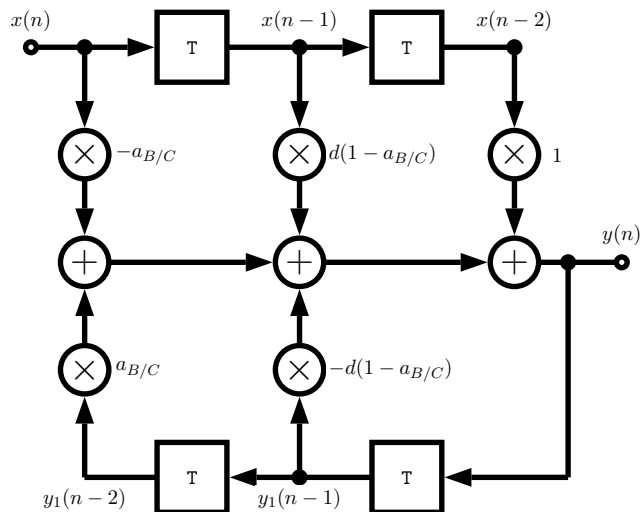 x(n) x(n−1) x(n−2)
T T
−a_{B/C} d(1−a_{B/C}) 1
y(n)
a_{B/C} −d(1−a_{B/C})
T T
y_1(n−2) y_1(n−1)